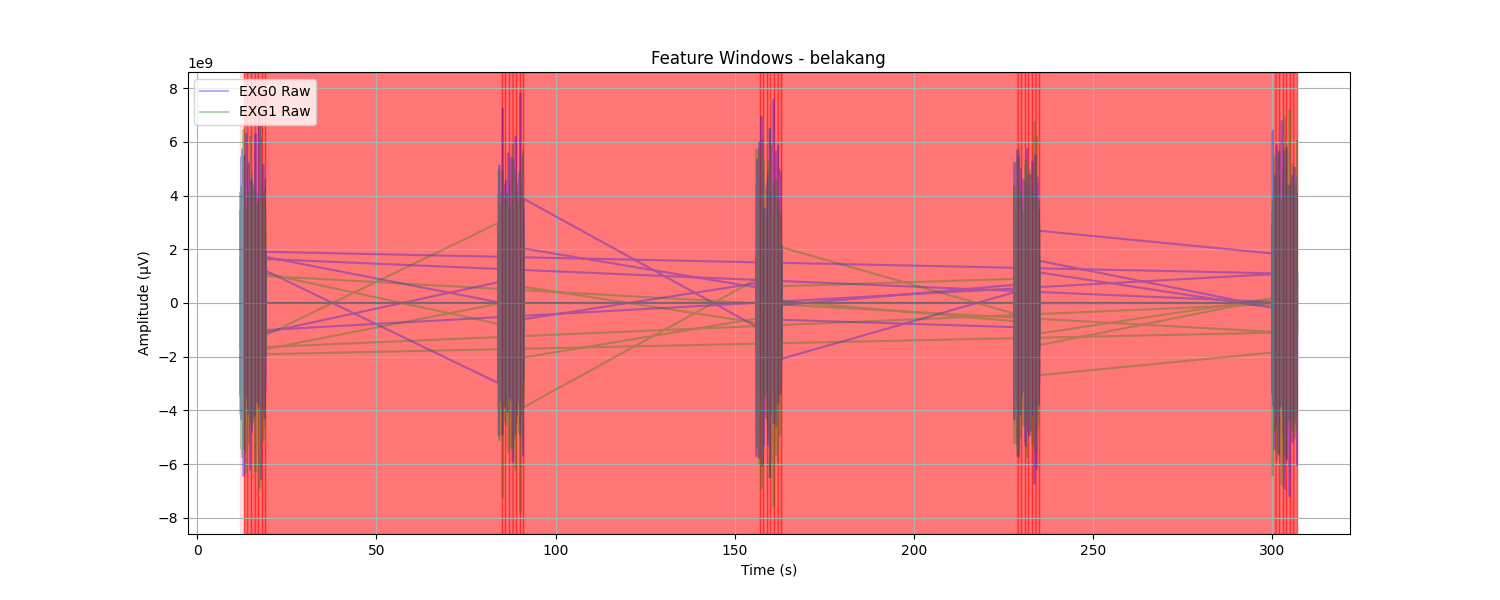 Feature Windows - belakang
1e9
EXG0 Raw
EXG1 Raw
8
6
4
2
0
−2
−4
−6
−8
Amplitude (μV)
0 50 100 150 200 250 300
Time (s)